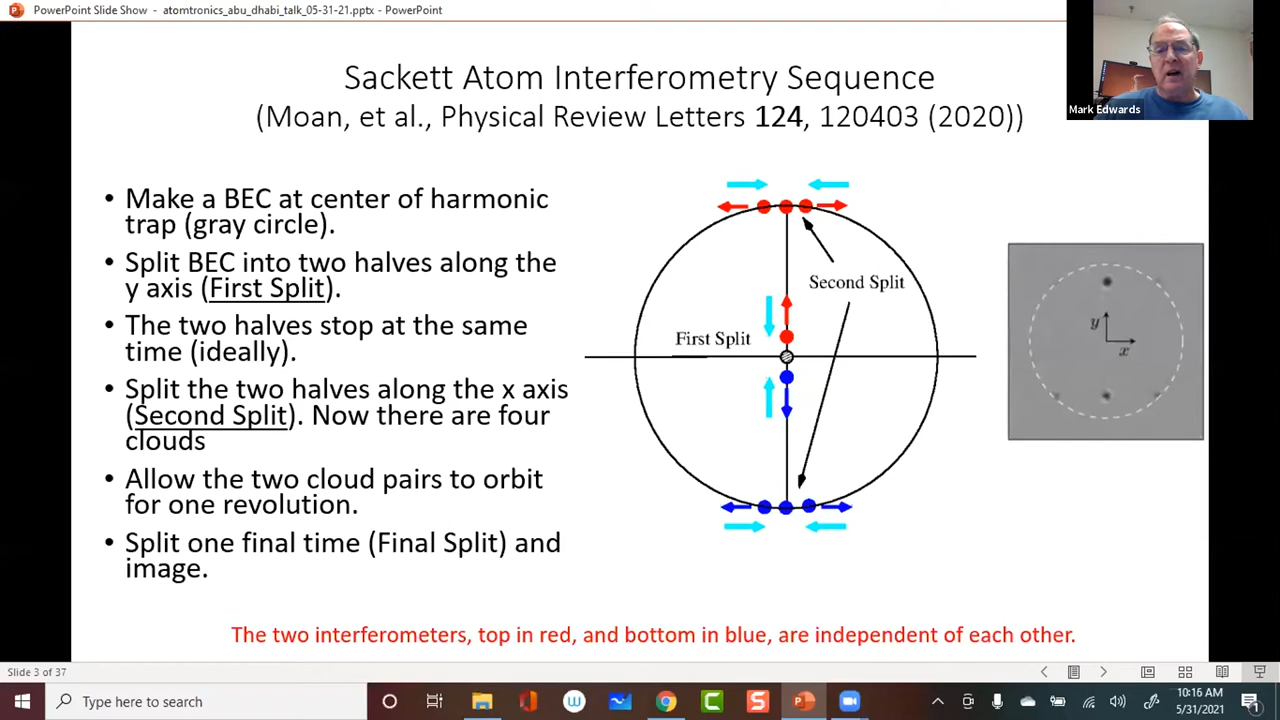 PowerPoint Slide Show - atomtronics_abu_dhabi_talk_05-31-21.pptx - PowerPoint
Mark Edwards
Sackett Atom Interferometry Sequence
(Moan, et al., Physical Review Letters 124, 120403 (2020))
• Make a BEC at center of harmonic
trap (gray circle).
• Split BEC into two halves along the
y axis (First Split).
• The two halves stop at the same
time (ideally).
• Split the two halves along the x axis
(Second Split). Now there are four
clouds
• Allow the two cloud pairs to orbit
for one revolution.
• Split one final time (Final Split) and
image.
Second Split
First Split
y
x
The two interferometers, top in red, and bottom in blue, are independent of each other.
Slide 3 of 37
Type here to search
10:16 AM
5/31/2021